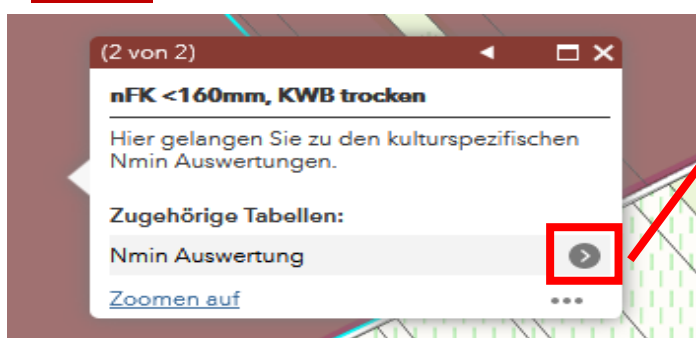 (2 von 2)
nFK <160mm, KWB trocken
Hier gelangen Sie zu den kulturspezifischen
Nmin Auswertungen.
Zugehörige Tabellen:
Nmin Auswertung
Zoomen auf